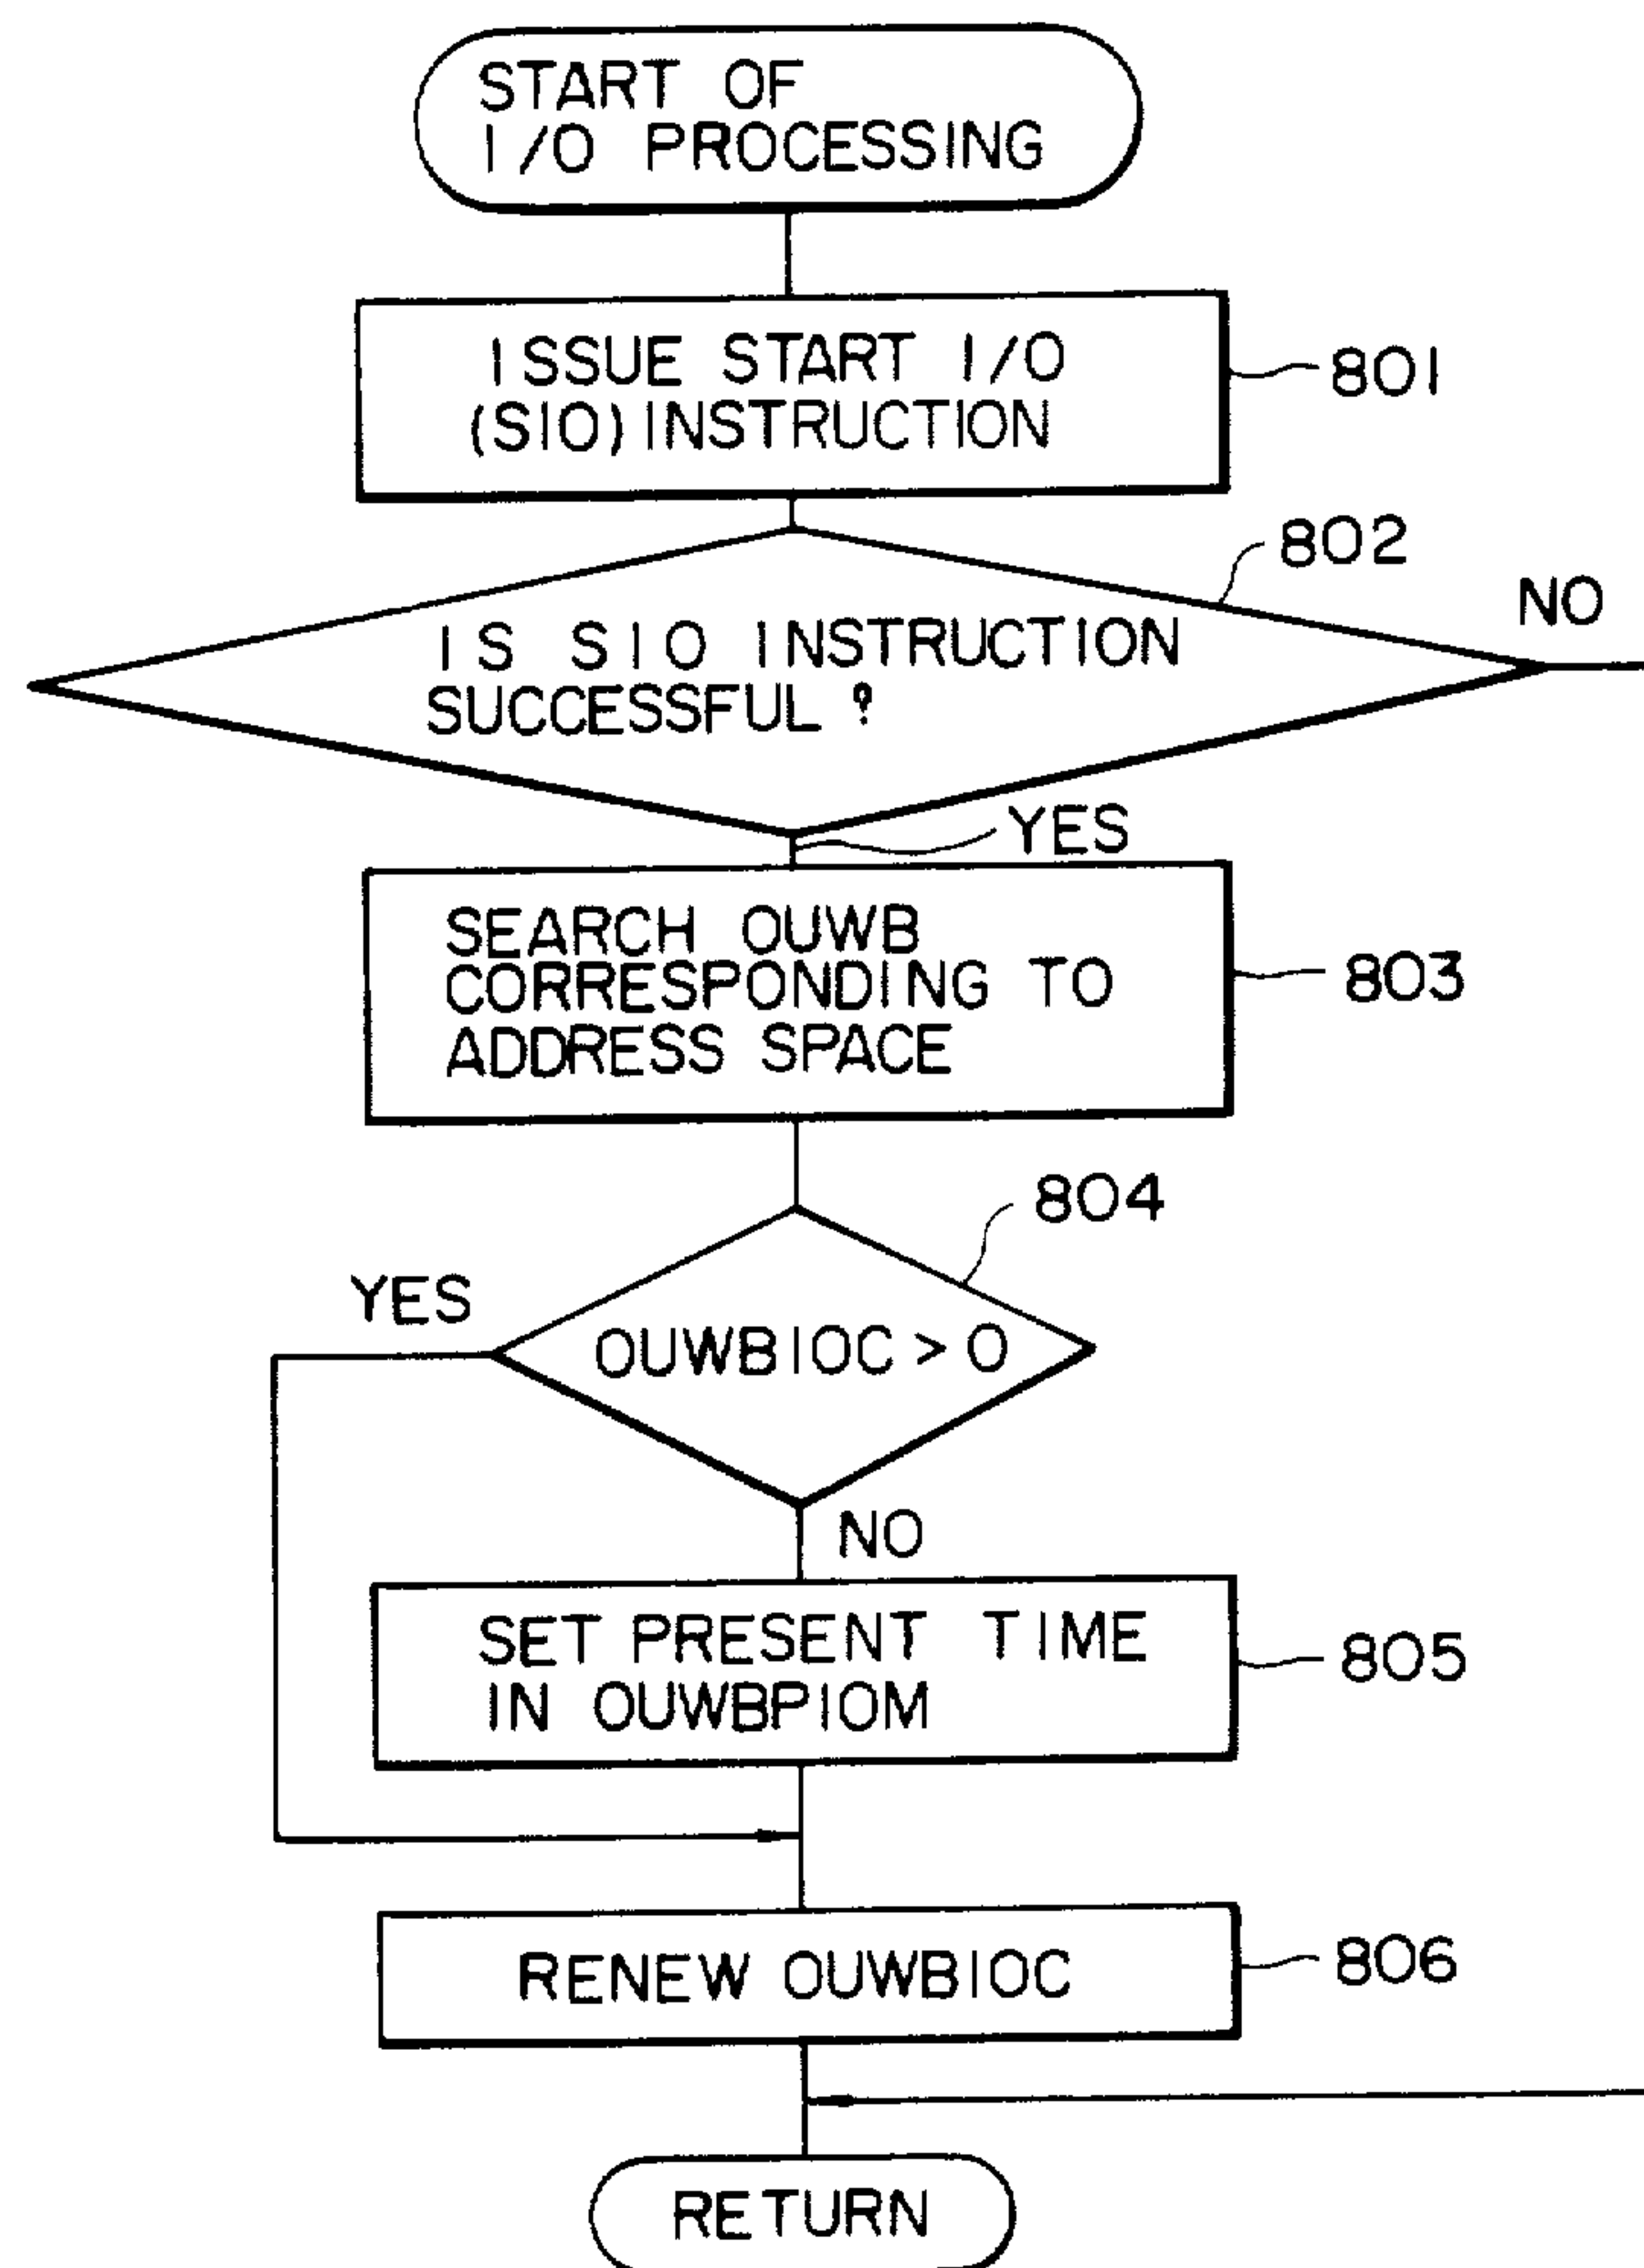 START OF
I/O PROCESSING
ISSUE START I/O
(SIO) INSTRUCTION
801
802
NO
IS SIO INSTRUCTION
SUCCESSFUL?
YES
SEARCH OUWB
CORRESPONDING TO
ADDRESS SPACE
803
804
YES
OUWBIOC > 0
NO
SET PRESENT TIME
IN OUWBPIOM
805
RENEW OUWBIOC
806
RETURN